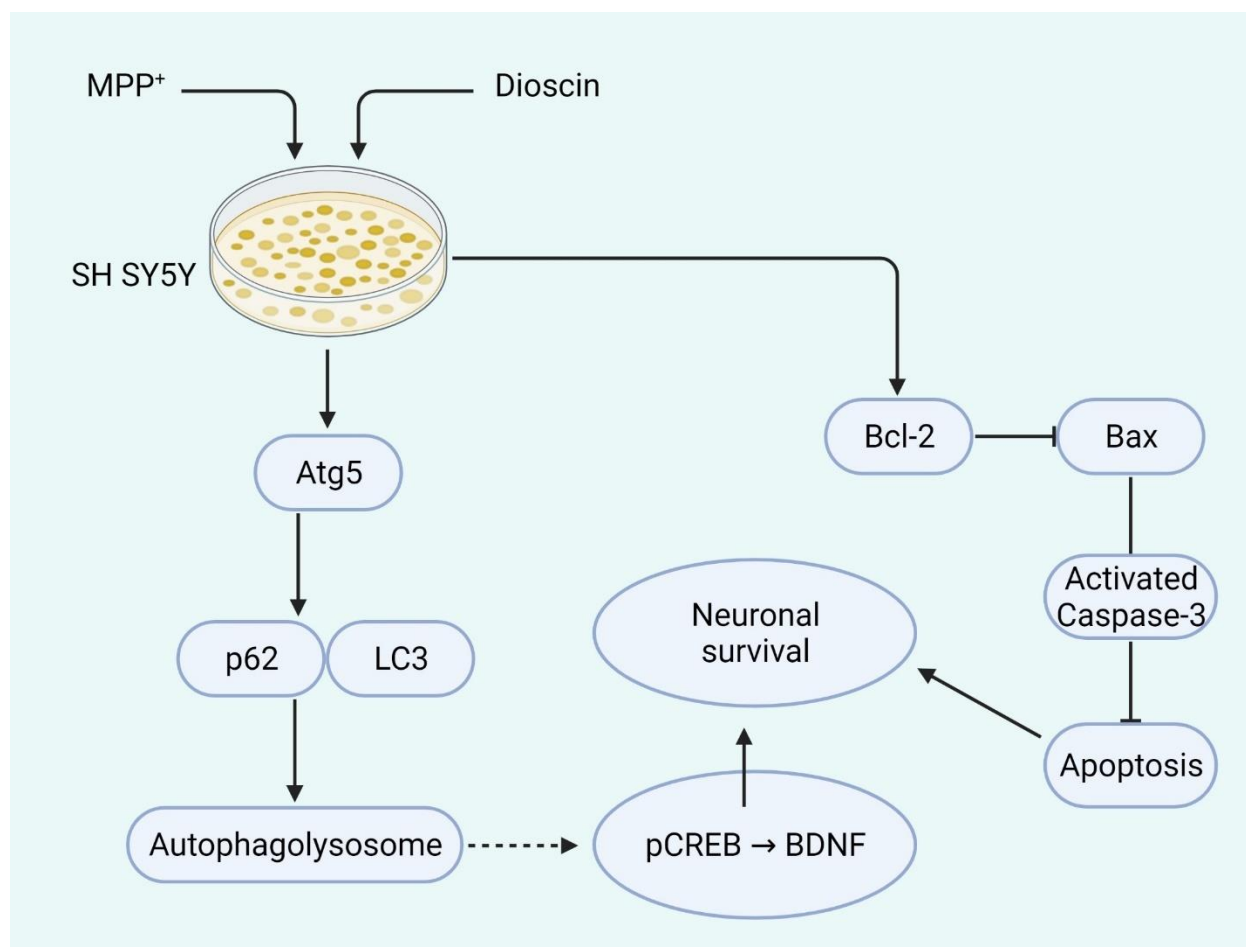 MPP⁺
Dioscin
SH SY5Y
Bcl-2
Bax
Atg5
Activated
Caspase-3
Neuronal
survival
p62
LC3
Apoptosis
Autophagolysosome
pCREB → BDNF